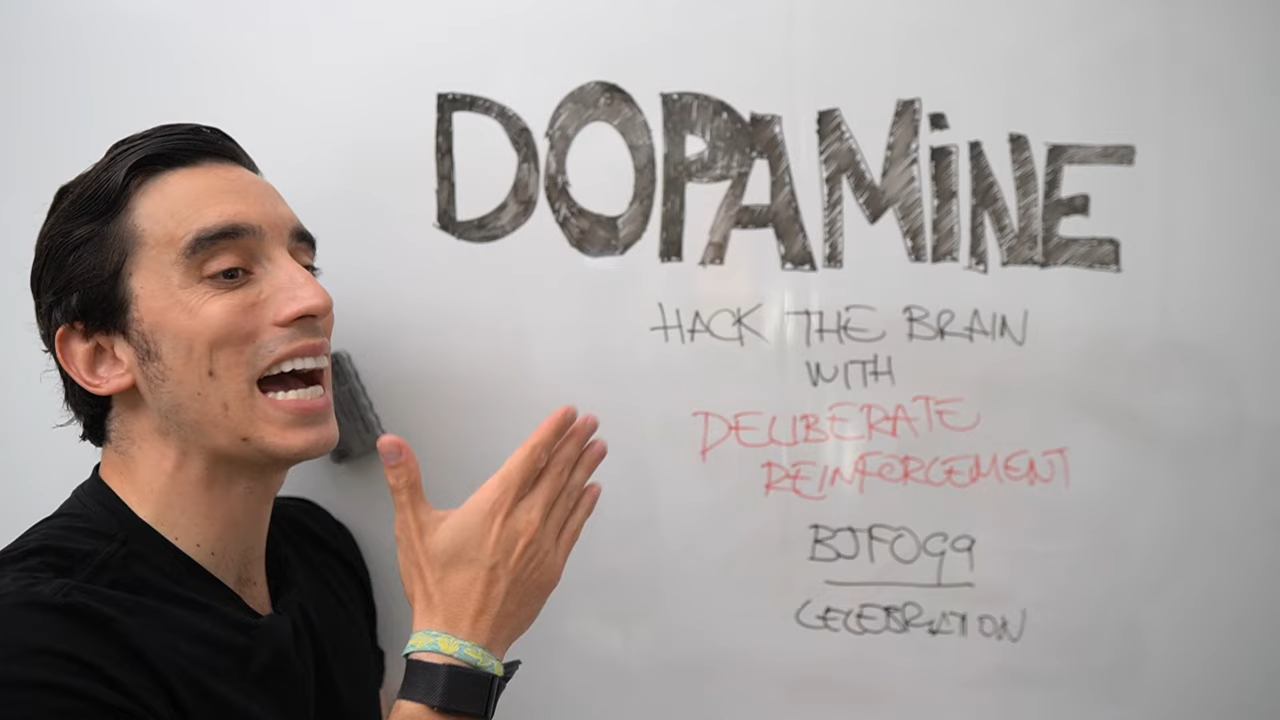 DOPAMiNE
HACK THE BRAIN
WITH
DELIBERATE
REINFORCEMENT
BJFOGG
CELEBRATION